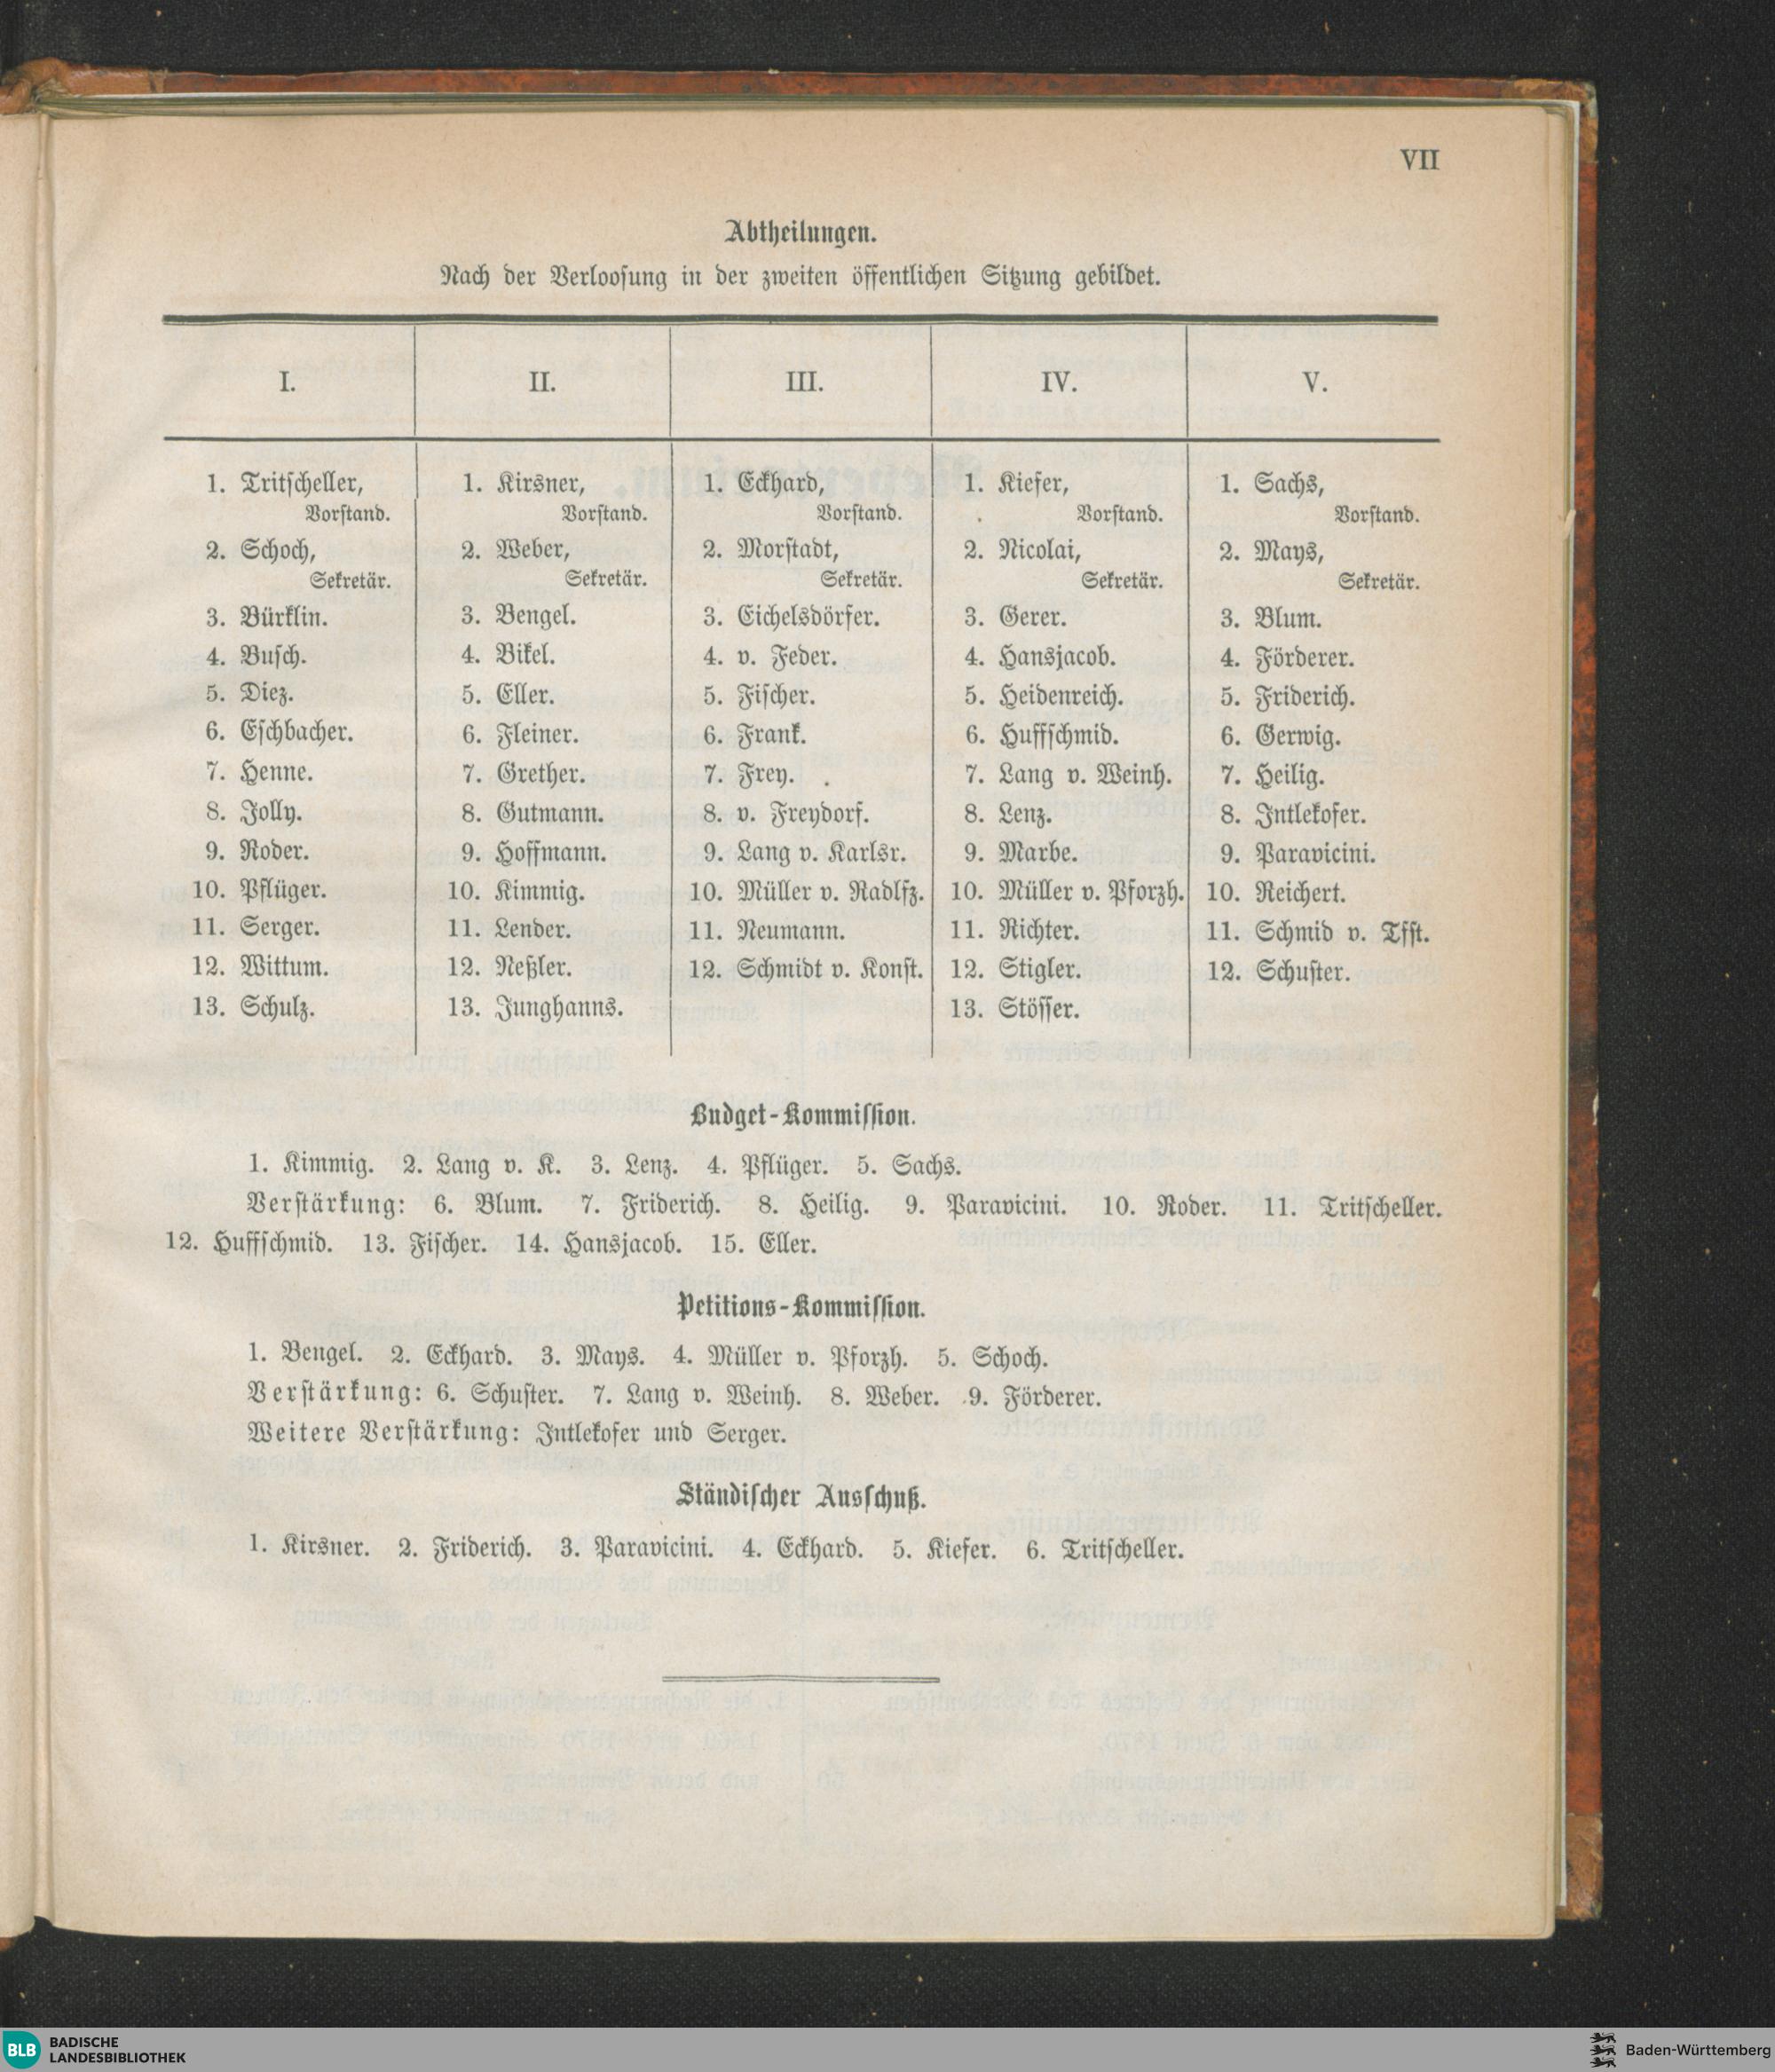 VII
Abtheilungen.
Nach der Verloosung in der zweiten öffentlichen Sitzung gebildet.
I. II. III. IV. V.
1. Tritscheller, 1. Kirsner, 1. Eckhard, 1. Kiefer, 1. Sachs,
Vorstand. Vorstand. Vorstand. Vorstand. Vorstand.
2. Schoch, 2. Weber, 2. Morstadt, 2. Nicolai, 2. Mays,
Sekretär. Sekretär. Sekretär. Sekretär. Sekretär.
3. Bürklin. 3. Bengel. 3. Eichelsdörfer. 3. Gerer. 3. Blum.
4. Busch. 4. Bikel. 4. v. Feder. 4. Hansjacob. 4. Förderer.
5. Diez. 5. Eller. 5. Fischer. 5. Heidenreich. 5. Friderich.
6. Eschbacher. 6. Fleiner. 6. Frank. 6. Huffschmid. 6. Gerwig.
7. Henne. 7. Grether. 7. Frey. 7. Lang v. Weinh. 7. Heilig.
8. Jolly. 8. Gutmann. 8. v. Freydorf. 8. Lenz. 8. Intlekofer.
9. Roder. 9. Hoffmann. 9. Lang v. Karlsr. 9. Marbe. 9. Paravicini.
10. Pflüger. 10. Kimmig. 10. Müller v. Radlfz. 10. Müller v. Pforzh. 10. Reichert.
11. Serger. 11. Lender. 11. Neumann. 11. Richter. 11. Schmid v. Tfst.
12. Wittum. 12. Neßler. 12. Schmidt v. Konst. 12. Stigler. 12. Schuster.
13. Schulz. 13. Junghanns. 13. Stösser.
Budget-Kommission.
1. Kimmig. 2. Lang v. K. 3. Lenz. 4. Pflüger. 5. Sachs.
Verstärkung: 6. Blum. 7. Friderich. 8. Heilig. 9. Paravicini. 10. Roder. 11. Tritscheller.
12. Huffschmid. 13. Fischer. 14. Hansjacob. 15. Eller.
Petitions-Kommission.
1. Bengel. 2. Eckhard. 3. Mays. 4. Müller v. Pforzh. 5. Schoch.
Verstärkung: 6. Schuster. 7. Lang v. Weinh. 8. Weber. 9. Förderer.
Weitere Verstärkung: Intlekofer und Serger.
Ständischer Ausschuß.
1. Kirsner. 2. Friderich. 3. Paravicini. 4. Eckhard. 5. Kiefer. 6. Tritscheller.
BLB BADISCHE
LANDESBIBLIOTHEK
Baden-Württemberg